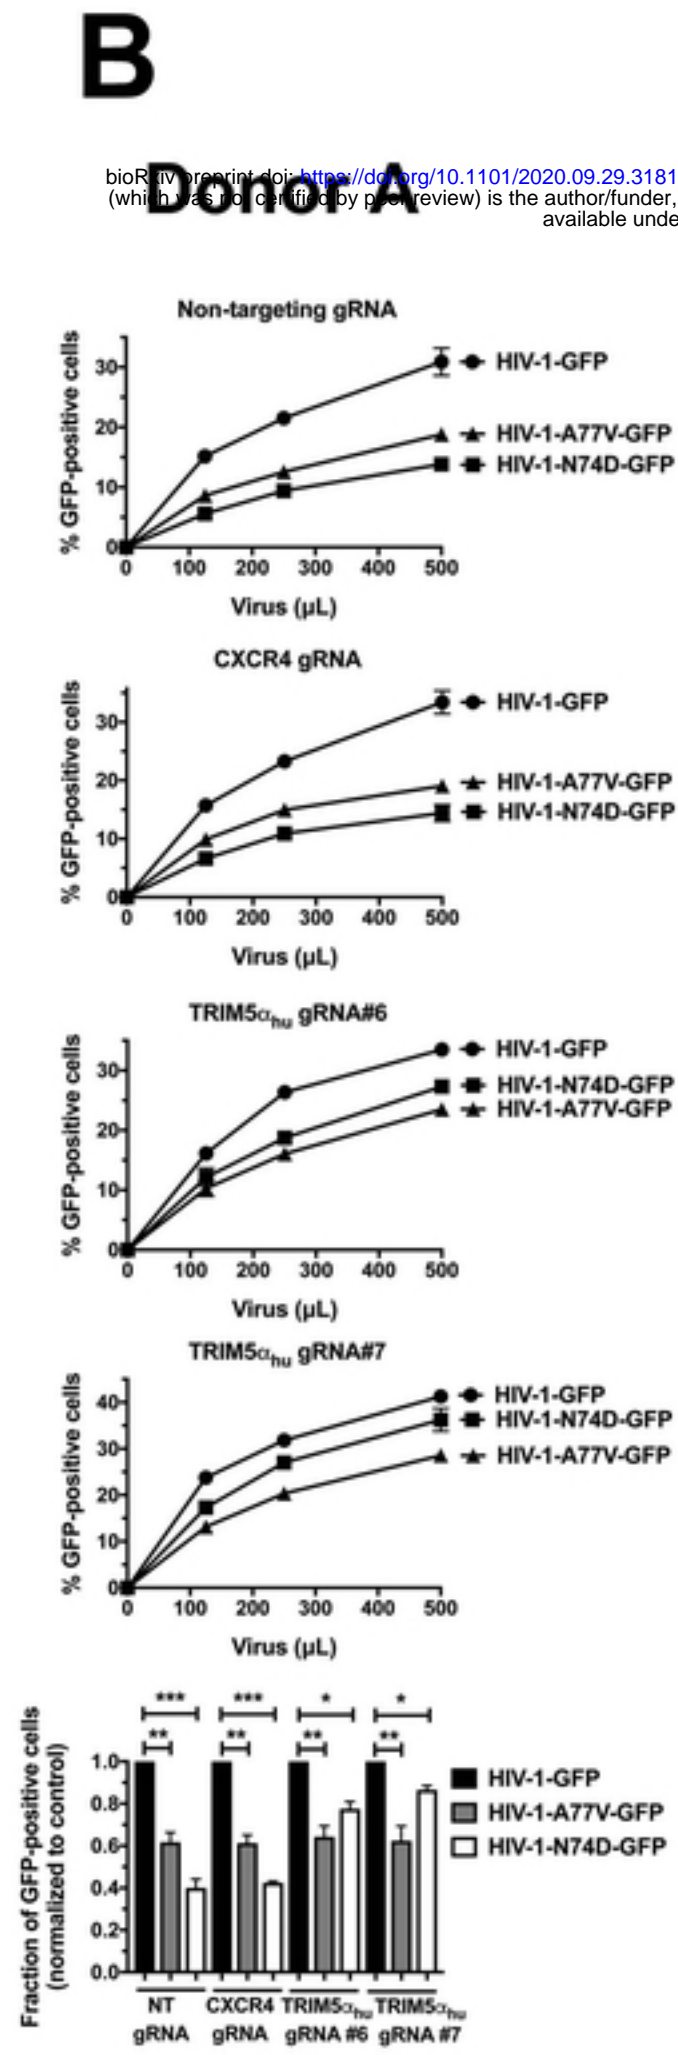 B
Donor A
bioRxiv preprint doi: https://doi.org/10.1101/2020.09.29.3181
(which was not certified by peer review) is the author/funder,
available unde
Non-targeting gRNA
% GFP-positive cells
30
20
10
0
0 100 200 300 400 500
Virus (µL)
HIV-1-GFP
HIV-1-A77V-GFP
HIV-1-N74D-GFP
CXCR4 gRNA
% GFP-positive cells
30
20
10
0
0 100 200 300 400 500
Virus (µL)
HIV-1-GFP
HIV-1-A77V-GFP
HIV-1-N74D-GFP
TRIM5αhu gRNA#6
% GFP-positive cells
30
20
10
0
0 100 200 300 400 500
Virus (µL)
HIV-1-GFP
HIV-1-N74D-GFP
HIV-1-A77V-GFP
TRIM5αhu gRNA#7
% GFP-positive cells
40
30
20
10
0
0 100 200 300 400 500
Virus (µL)
HIV-1-GFP
HIV-1-N74D-GFP
HIV-1-A77V-GFP
Fraction of GFP-positive cells
(normalized to control)
*** *** * *
** ** ** **
1.0
0.8
0.6
0.4
0.2
0.0
HIV-1-GFP
HIV-1-A77V-GFP
HIV-1-N74D-GFP
NT CXCR4 TRIM5αhu TRIM5αhu
gRNA gRNA gRNA #6 gRNA #7